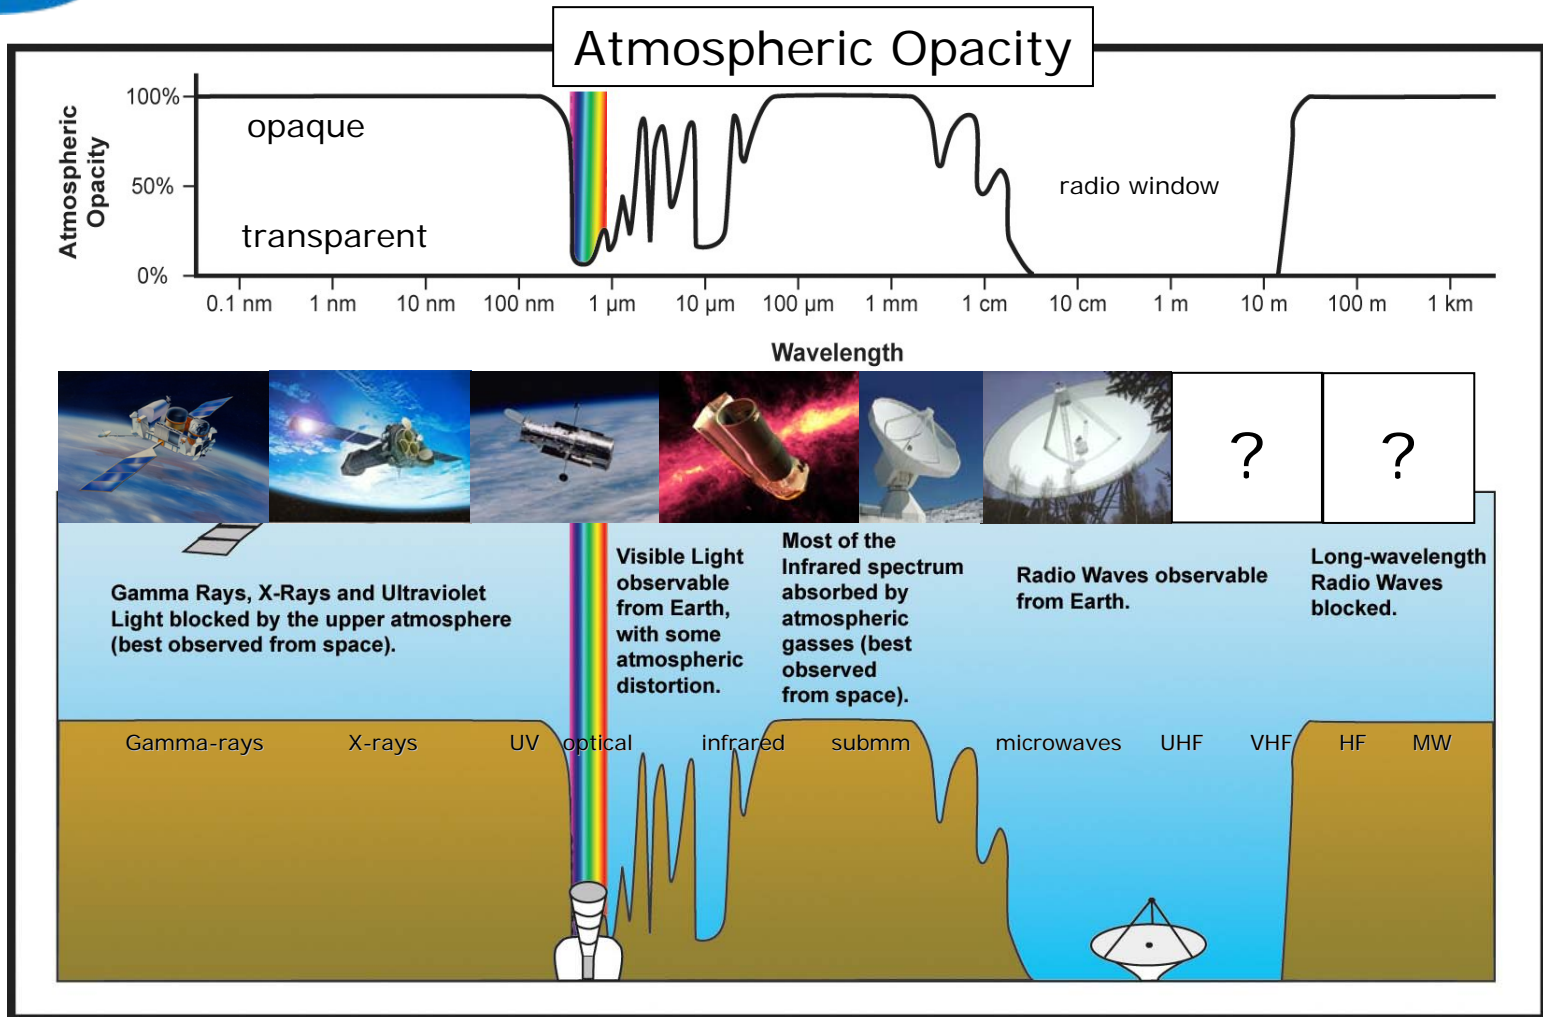 Atmospheric Opacity
Atmospheric
Opacity
100%
50%
0%
opaque
transparent
radio window
0.1 nm 1 nm 10 nm 100 nm 1 µm 10 µm 100 µm 1 mm 1 cm 10 cm 1 m 10 m 100 m 1 km
Wavelength
? ?
Gamma Rays, X-Rays and Ultraviolet
Light blocked by the upper atmosphere
(best observed from space).
Visible Light
observable
from Earth,
with some
atmospheric
distortion.
Most of the
Infrared spectrum
absorbed by
atmospheric
gasses (best
observed
from space).
Radio Waves observable
from Earth.
Long-wavelength
Radio Waves
blocked.
Gamma-rays X-rays UV optical infrared submm microwaves UHF VHF HF MW